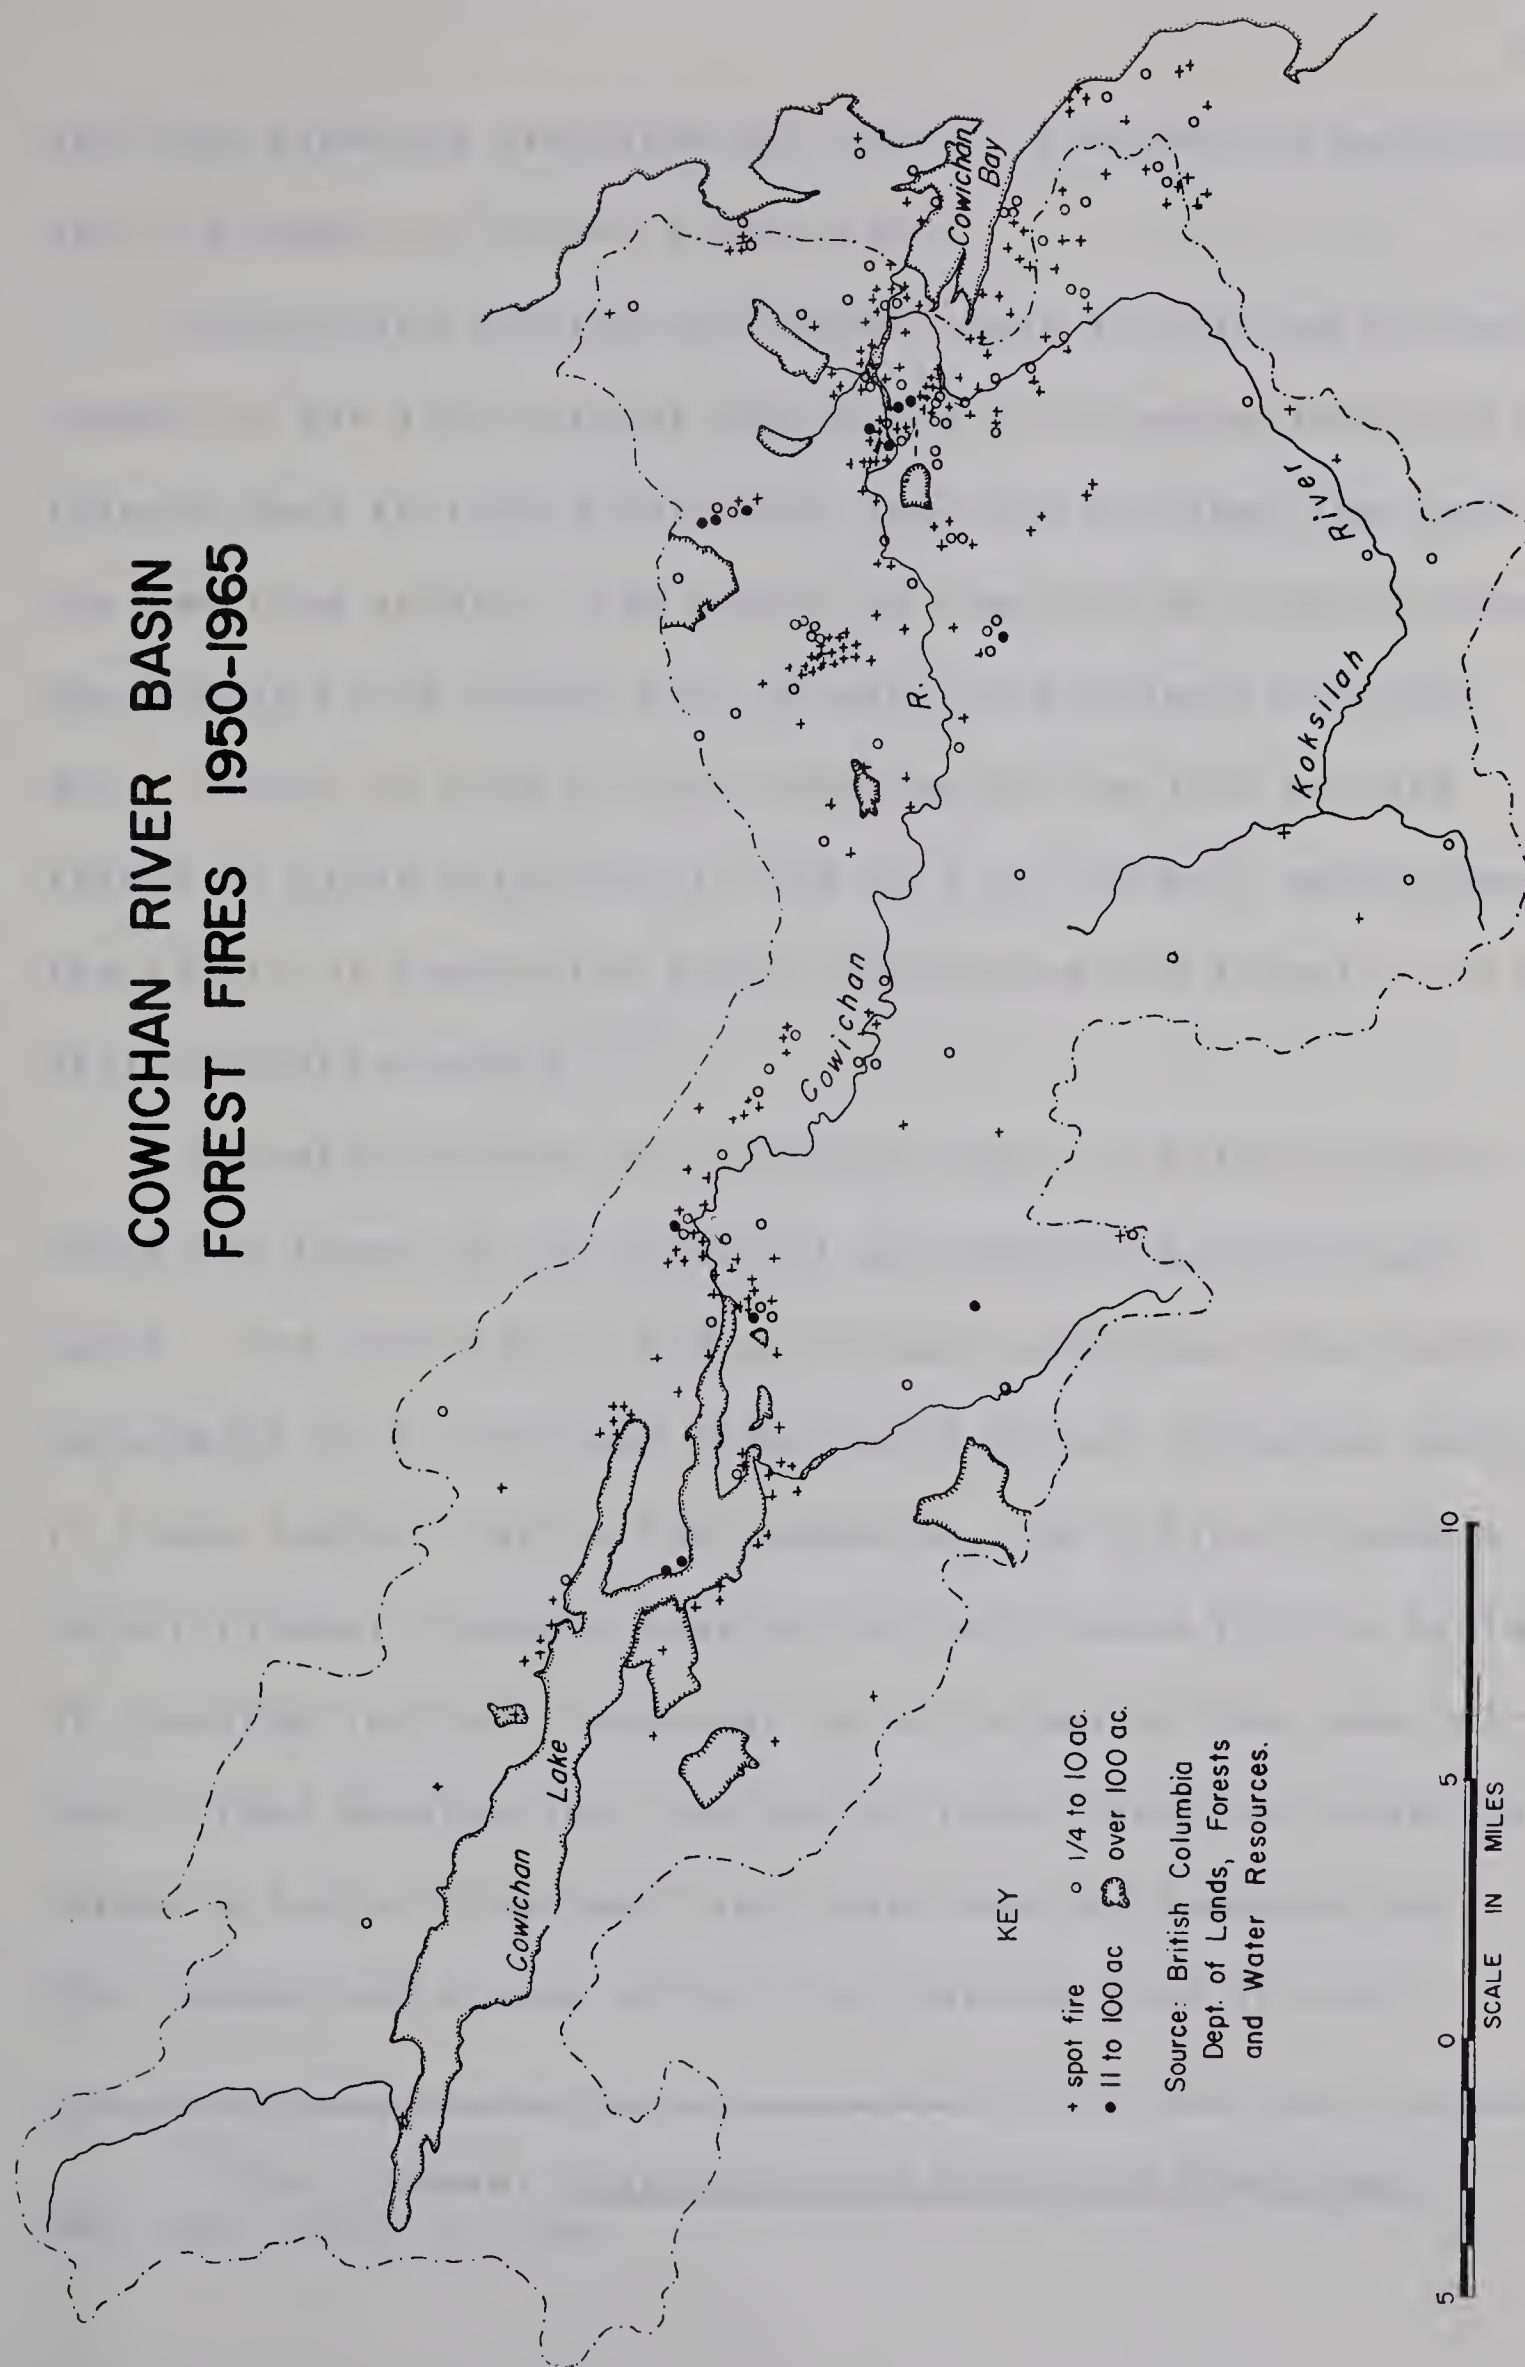 COWICHAN RIVER BASIN
FOREST FIRES 1950-1965
Cowichan
Bay
River
Koksilah
R.
Cowichan
Lake
Cowichan
KEY
+ spot fire o 1/4 to 10 ac.
• 11 to 100 ac over 100 ac.
Source: British Columbia
Dept. of Lands, Forests
and Water Resources.
5 0 5 10
SCALE IN MILES